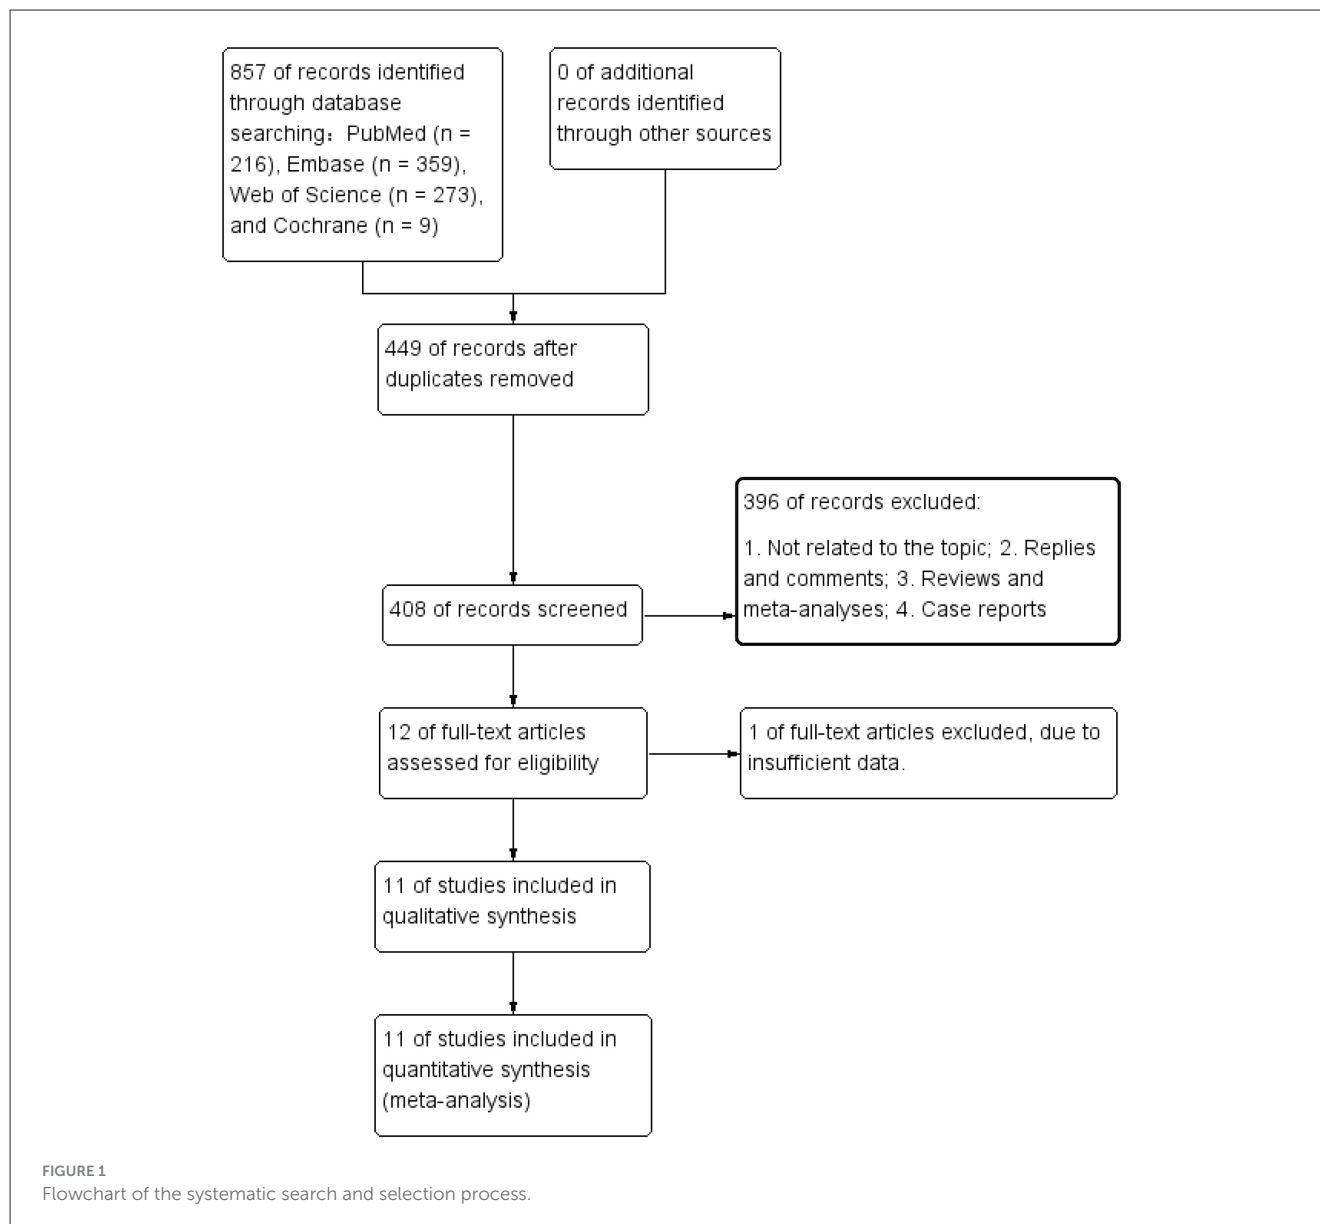 857 of records identified
through database
searching：PubMed (n =
216), Embase (n = 359),
Web of Science (n = 273),
and Cochrane (n = 9)
0 of additional
records identified
through other sources
449 of records after
duplicates removed
396 of records excluded:
1. Not related to the topic; 2. Replies
and comments; 3. Reviews and
meta-analyses; 4. Case reports
408 of records screened
12 of full-text articles
assessed for eligibility
1 of full-text articles excluded, due to
insufficient data.
11 of studies included in
qualitative synthesis
11 of studies included in
quantitative synthesis
(meta-analysis)
FIGURE 1
Flowchart of the systematic search and selection process.